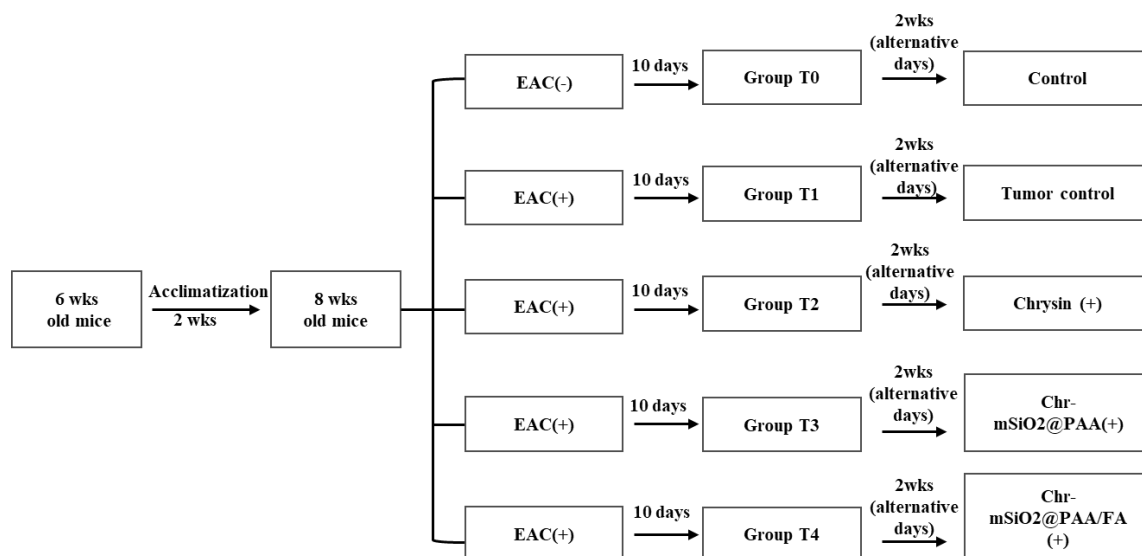 6 wks
old mice
Acclimatization
2 wks
8 wks
old mice
EAC(-)
10 days
Group T0
2wks
(alternative
days)
Control
EAC(+)
10 days
Group T1
2wks
(alternative
days)
Tumor control
EAC(+)
10 days
Group T2
2wks
(alternative
days)
Chrysin (+)
EAC(+)
10 days
Group T3
2wks
(alternative
days)
Chr-
mSiO2@PAA(+)
EAC(+)
10 days
Group T4
2wks
(alternative
days)
Chr-
mSiO2@PAA/FA
(+)